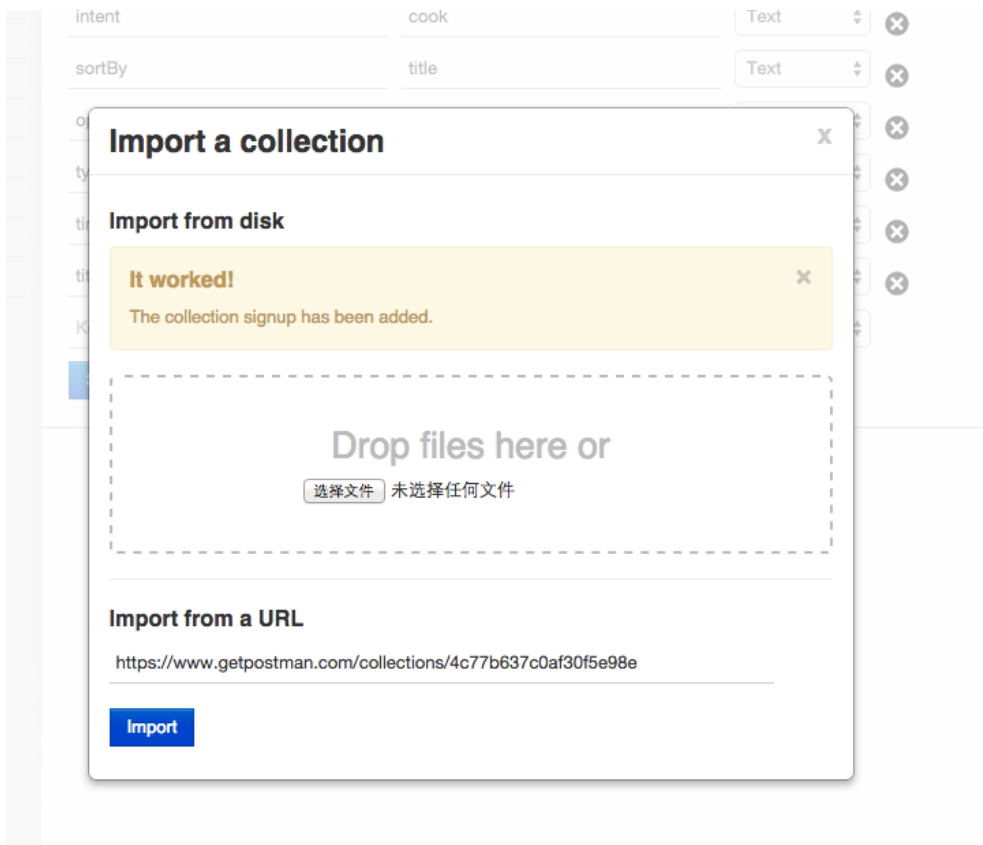 intent cook Text
sortBy title Text
Import a collection x
Import from disk
It worked! ×
The collection signup has been added.
Drop files here or
选择文件 未选择任何文件
Import from a URL
https://www.getpostman.com/collections/4c77b637c0af30f5e98e
Import